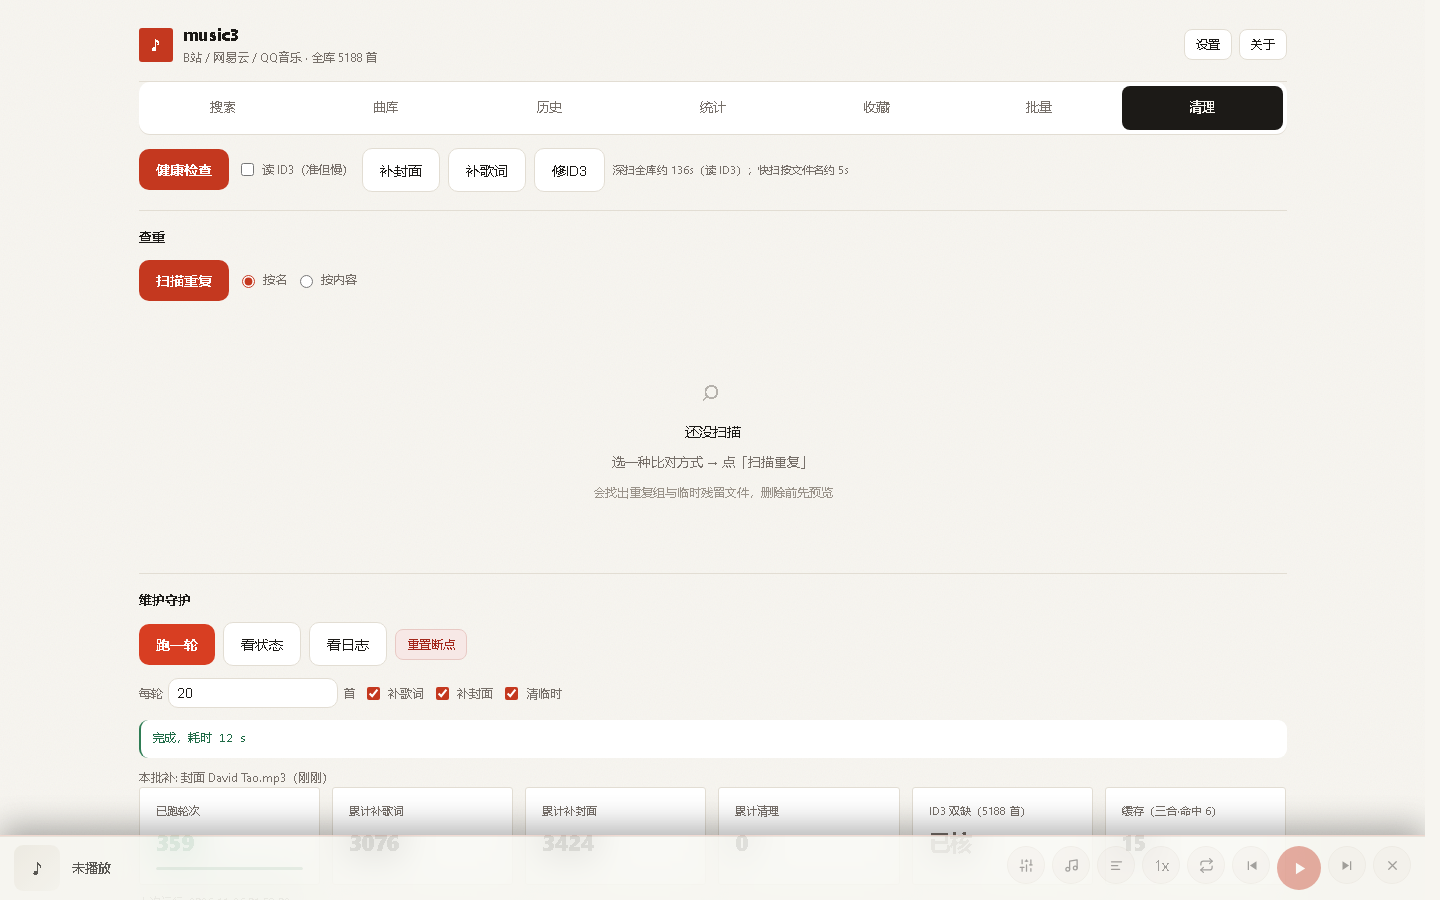 music3
B站 / 网易云 / QQ音乐 · 全库 5188 首
设置 关于
搜索 曲库 历史 统计 收藏 批量 清理
健康检查 读 ID3（准但慢） 补封面 补歌词 修ID3 深扫全库约 136s（读 ID3）；快扫按文件名约 5s
查重
扫描重复 按名 按内容
还没扫描
选一种比对方式 → 点「扫描重复」
会找出重复组与临时残留文件，删除前先预览
维护守护
跑一轮 看状态 看日志 重置断点
每轮 20 首 补歌词 补封面 清临时
完成，耗时 12 s
本批补: 封面 David Tao.mp3（刚刚）
已跑轮次 累计补歌词 累计补封面 累计清理 ID3 双缺（5188 首） 缓存（三合·命中 6）
359 3076 3424 0 已核 15
未播放 1x